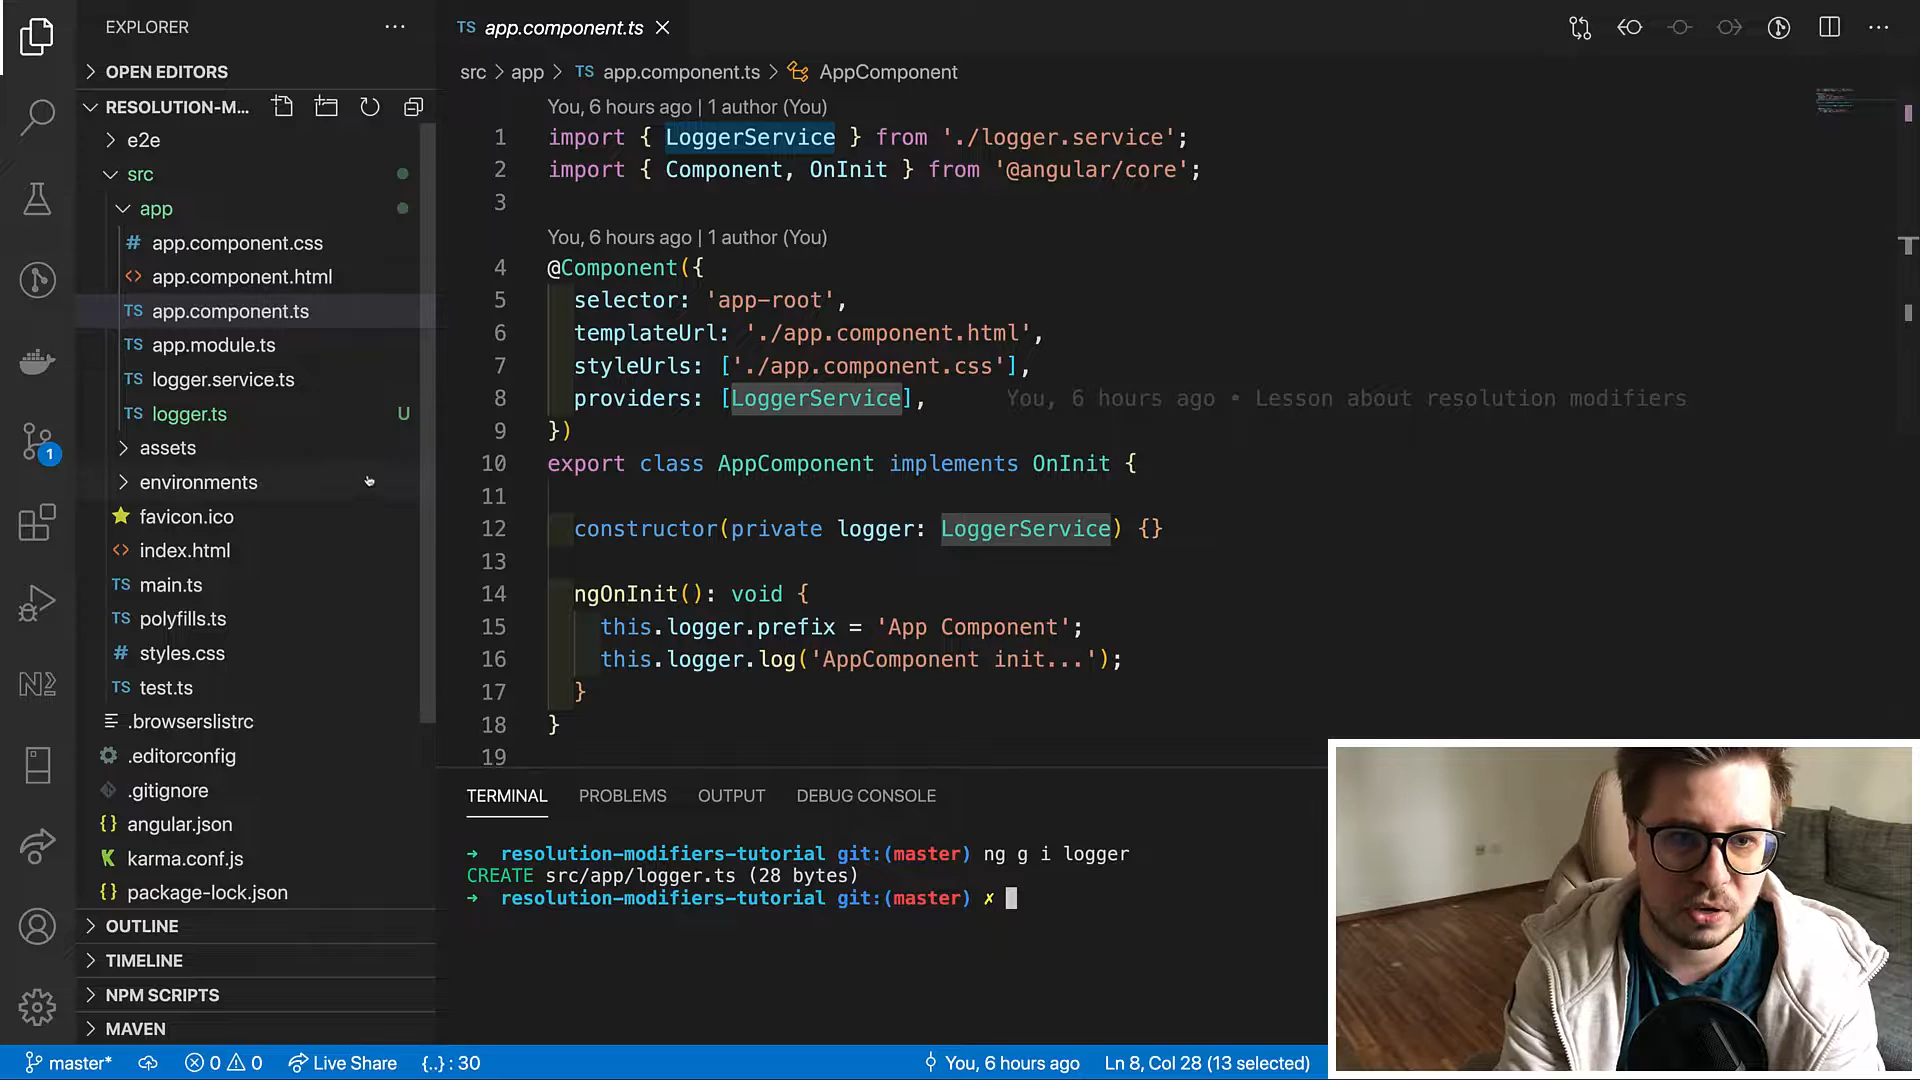 EXPLORER
OPEN EDITORS
RESOLUTION-M...
e2e
src
app
# app.component.css
<> app.component.html
TS app.component.ts
TS app.module.ts
TS logger.service.ts
TS logger.ts U
assets
environments
favicon.ico
<> index.html
TS main.ts
TS polyfills.ts
# styles.css
TS test.ts
.browserslistrc
.editorconfig
.gitignore
{} angular.json
K karma.conf.js
{} package-lock.json
OUTLINE
TIMELINE
NPM SCRIPTS
MAVEN
1
TS app.component.ts
src > app > TS app.component.ts > AppComponent
You, 6 hours ago | 1 author (You)
1 import { LoggerService } from './logger.service';
2 import { Component, OnInit } from '@angular/core';
3
You, 6 hours ago | 1 author (You)
4 @Component({
5 selector: 'app-root',
6 templateUrl: './app.component.html',
7 styleUrls: ['./app.component.css'],
8 providers: [LoggerService], You, 6 hours ago • Lesson about resolution modifiers
9 })
10 export class AppComponent implements OnInit {
11
12 constructor(private logger: LoggerService) {}
13
14 ngOnInit(): void {
15 this.logger.prefix = 'App Component';
16 this.logger.log('AppComponent init...');
17 }
18 }
19
TERMINAL PROBLEMS OUTPUT DEBUG CONSOLE
→ resolution-modifiers-tutorial git:(master) ng g i logger
CREATE src/app/logger.ts (28 bytes)
→ resolution-modifiers-tutorial git:(master) ✗
master* 0 0 Live Share {..} : 30 You, 6 hours ago Ln 8, Col 28 (13 selected)